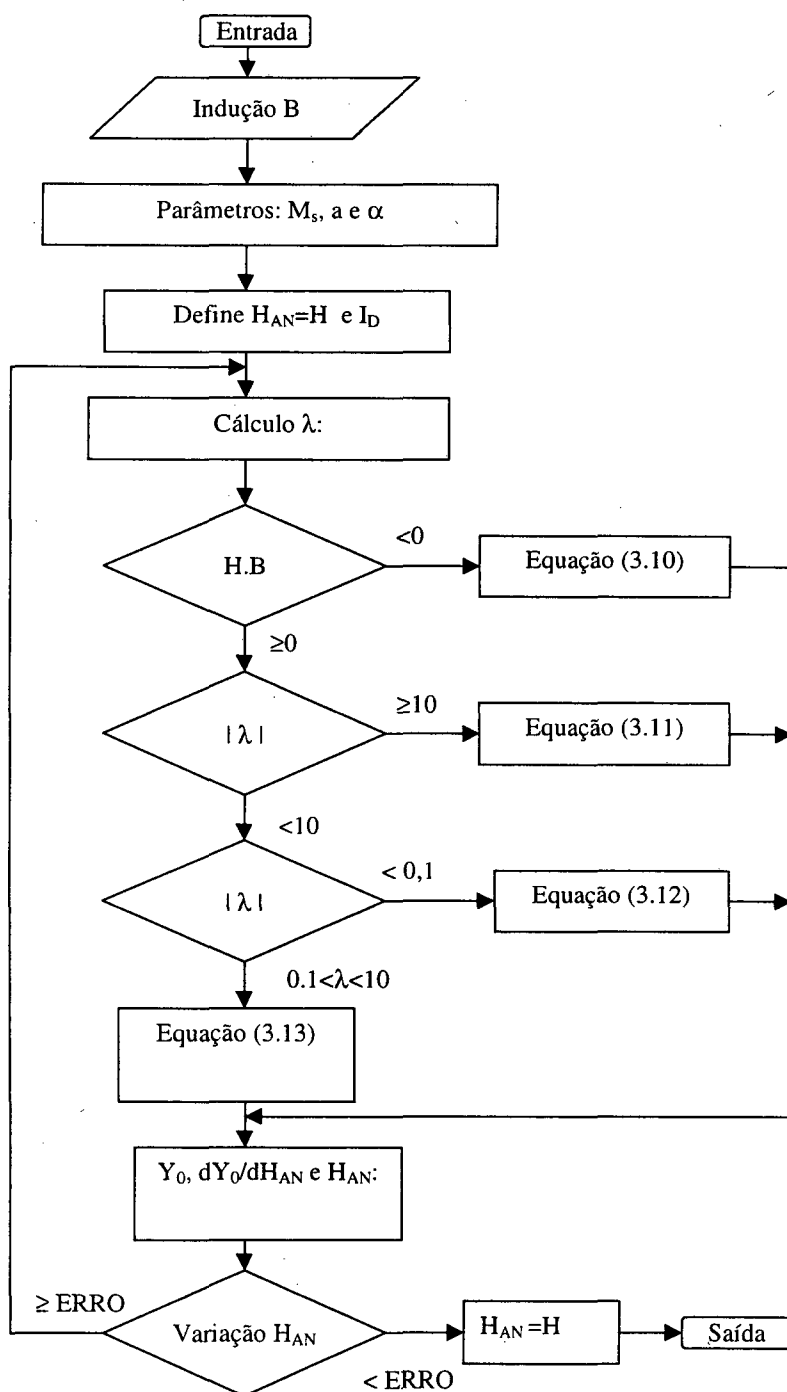 Entrada
Indução B
Parâmetros: Ms, a e α
Define HAN=H e ID
Cálculo λ:
H.B
<0
Equação (3.10)
≥0
| λ |
≥10
Equação (3.11)
<10
| λ |
< 0,1
Equação (3.12)
0.1<λ<10
Equação (3.13)
Y0, dY0/dHAN e HAN:
≥ ERRO
Variação HAN
HAN =H
Saída
< ERRO